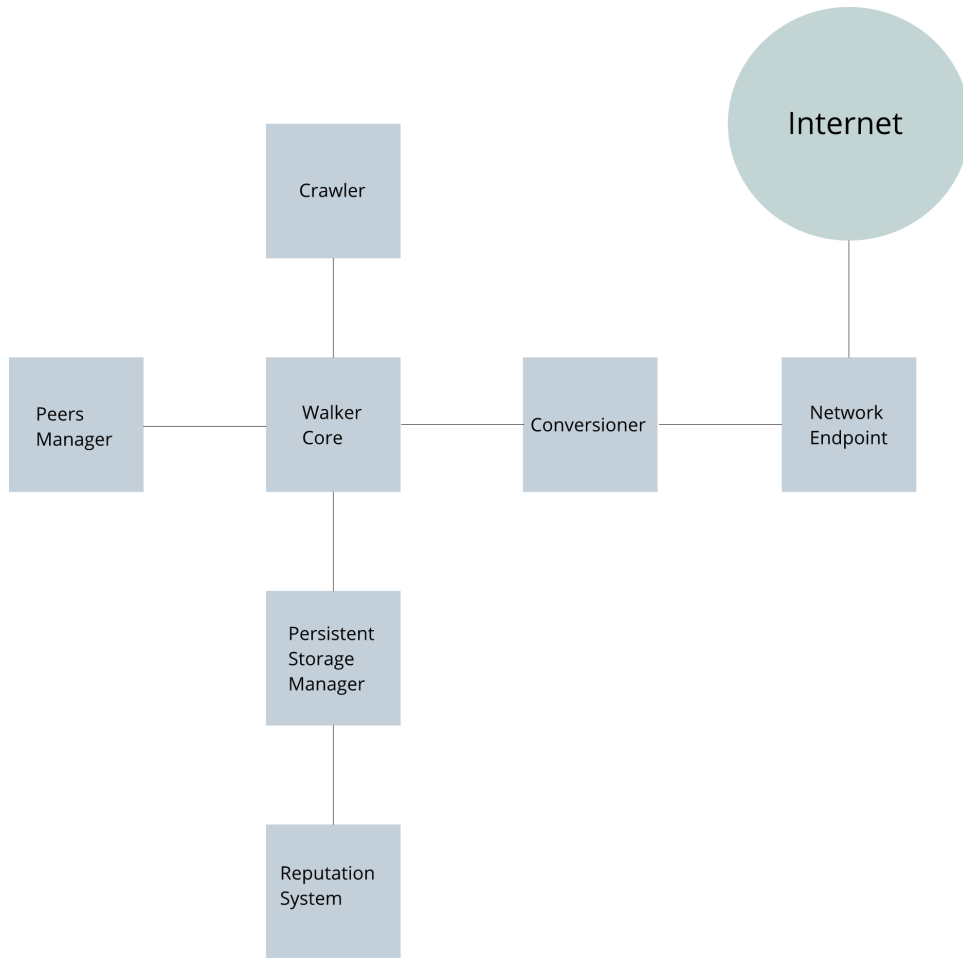 Internet
Crawler
Peers
Manager
Walker
Core
Conversioner
Network
Endpoint
Persistent
Storage
Manager
Reputation
System